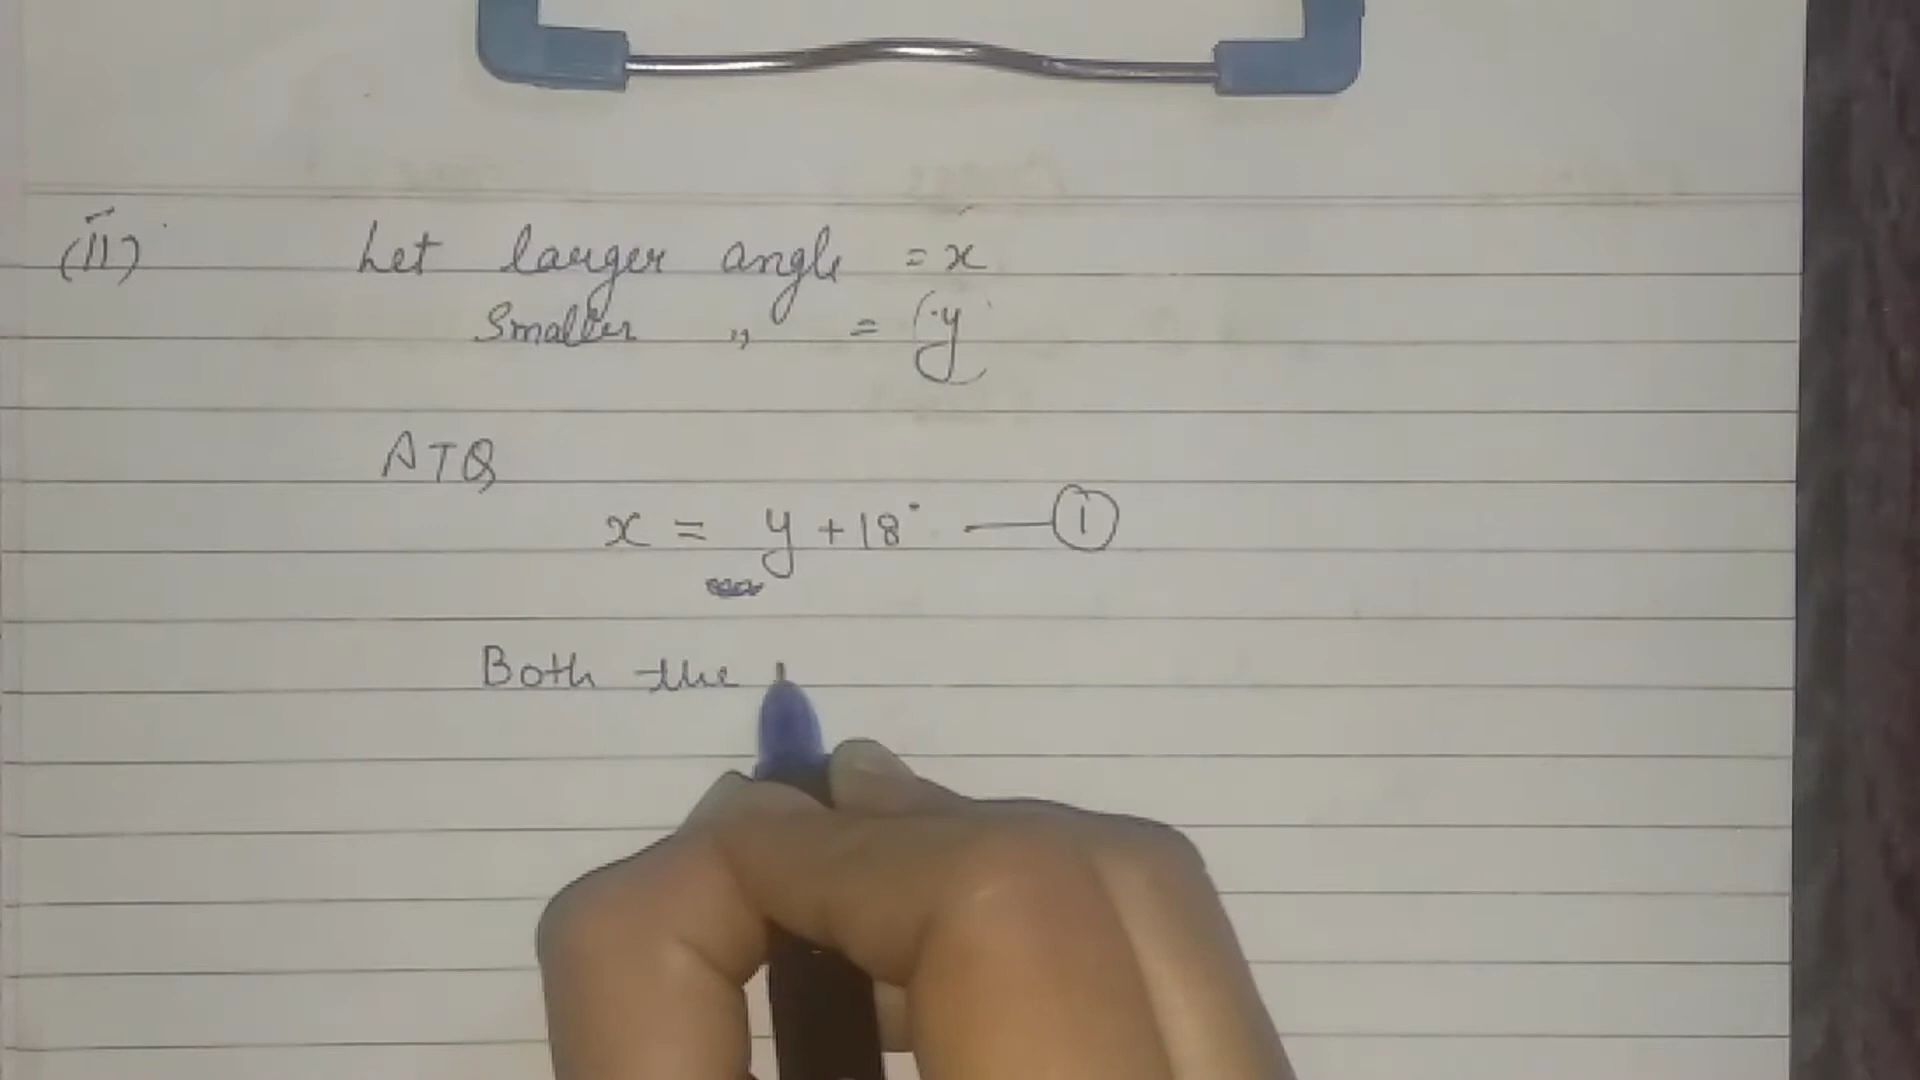 (ii) Let larger angle = x
Smaller ,, = y
ATQ
x = y + 18° — ①
Both the